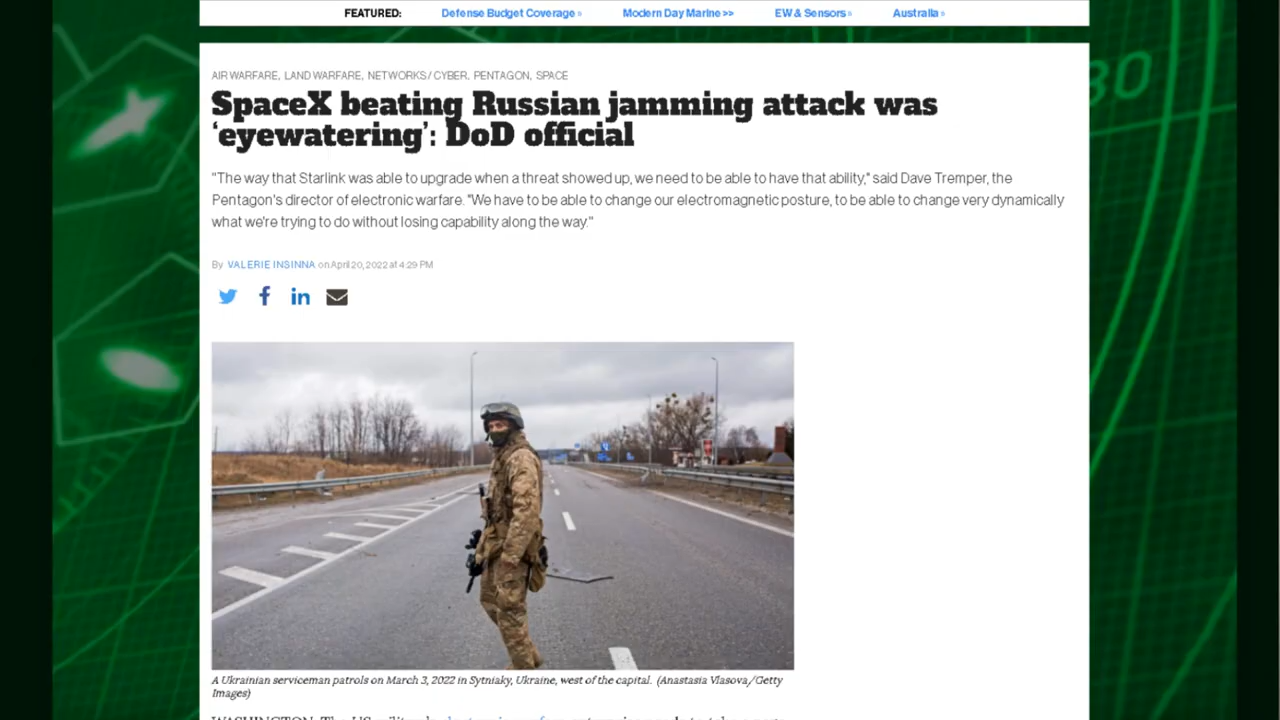 FEATURED: Defense Budget Coverage » Modern Day Marine >> EW & Sensors » Australia »
80
AIR WARFARE, LAND WARFARE, NETWORKS / CYBER, PENTAGON, SPACE
SpaceX beating Russian jamming attack was
‘eyewatering’: DoD official
"The way that Starlink was able to upgrade when a threat showed up, we need to be able to have that ability," said Dave Tremper, the
Pentagon's director of electronic warfare. "We have to be able to change our electromagnetic posture, to be able to change very dynamically
what we're trying to do without losing capability along the way."
By VALERIE INSINNA on April 20, 2022 at 4:29 PM
A Ukrainian serviceman patrols on March 3, 2022 in Sytniaky, Ukraine, west of the capital. (Anastasia Vlasova/Getty
Images)